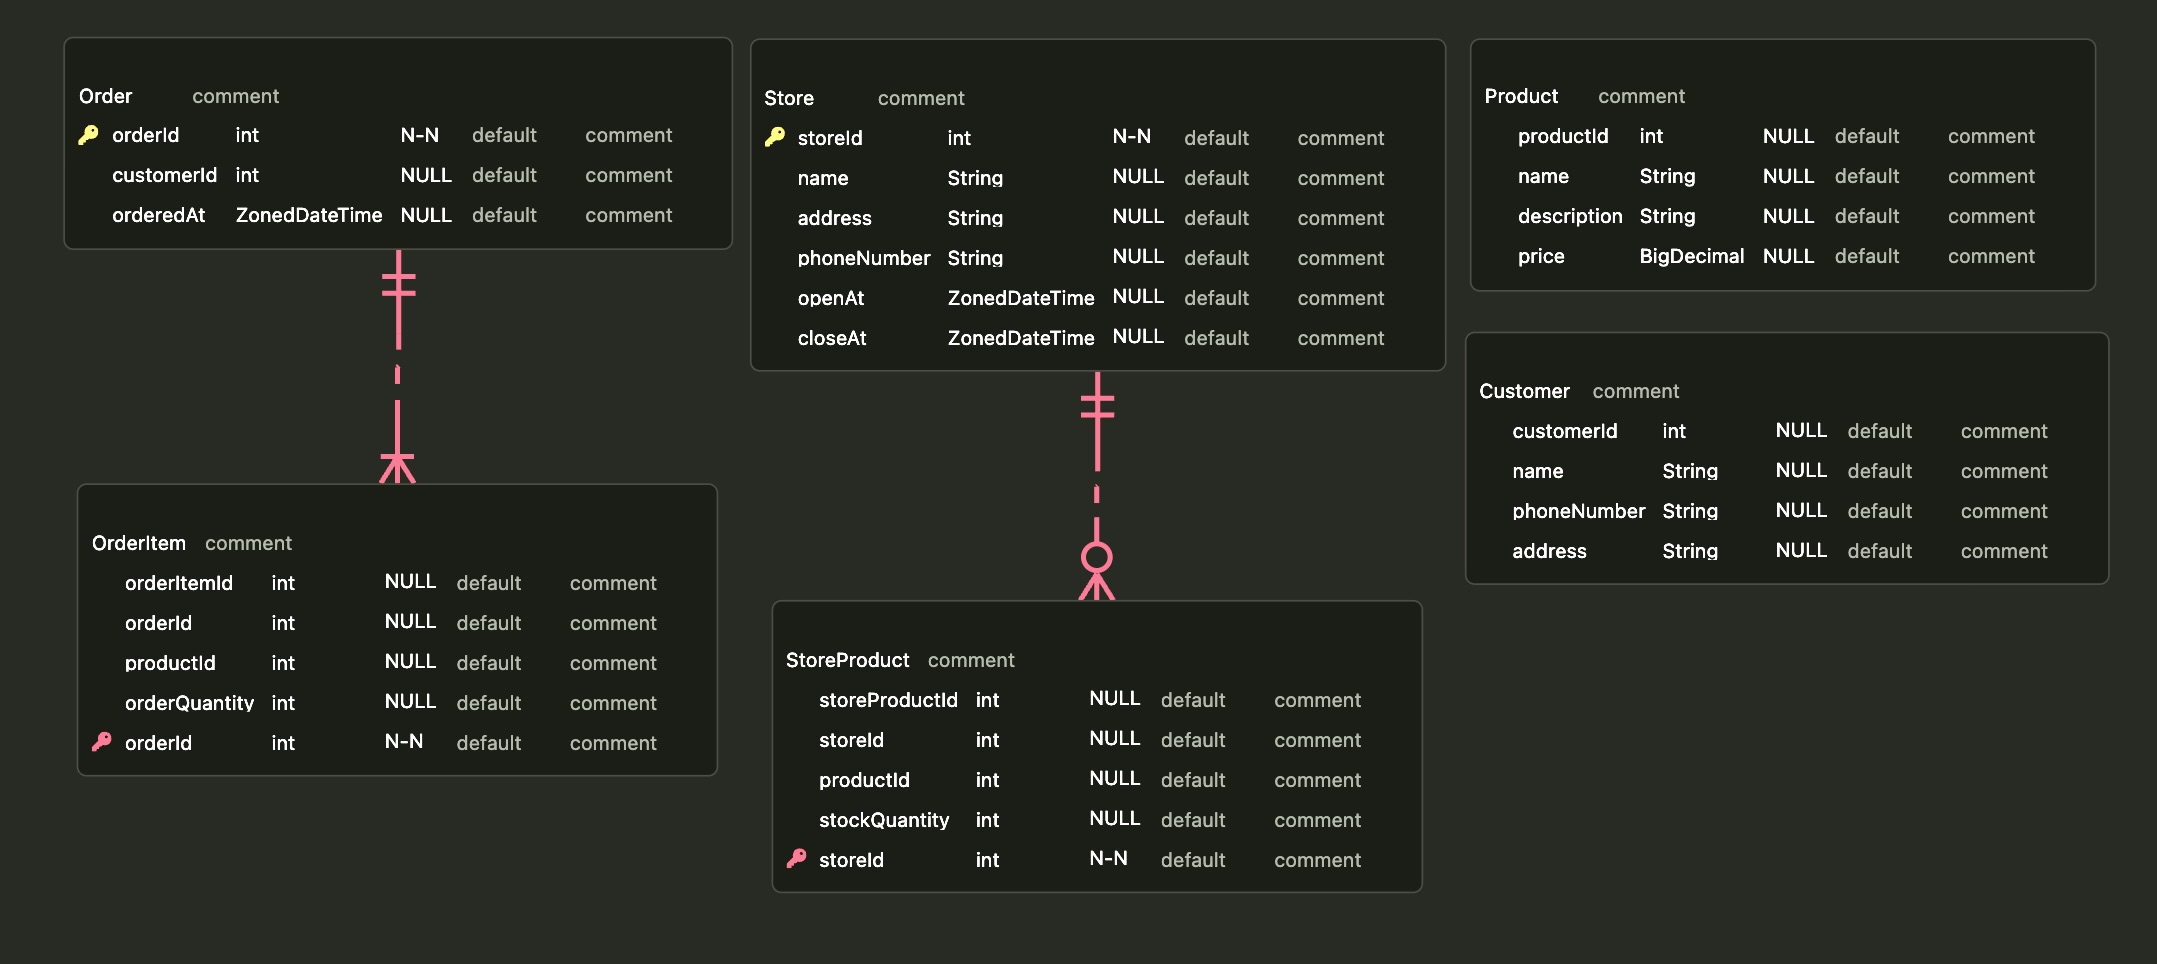 Order comment
orderId int N-N default comment
customerId int NULL default comment
orderedAt ZonedDateTime NULL default comment
Store comment
storeId int N-N default comment
name String NULL default comment
address String NULL default comment
phoneNumber String NULL default comment
openAt ZonedDateTime NULL default comment
closeAt ZonedDateTime NULL default comment
Product comment
productId int NULL default comment
name String NULL default comment
description String NULL default comment
price BigDecimal NULL default comment
Customer comment
customerId int NULL default comment
name String NULL default comment
phoneNumber String NULL default comment
address String NULL default comment
OrderItem comment
orderItemId int NULL default comment
orderId int NULL default comment
productId int NULL default comment
orderQuantity int NULL default comment
orderId int N-N default comment
StoreProduct comment
storeProductId int NULL default comment
storeId int NULL default comment
productId int NULL default comment
stockQuantity int NULL default comment
storeId int N-N default comment